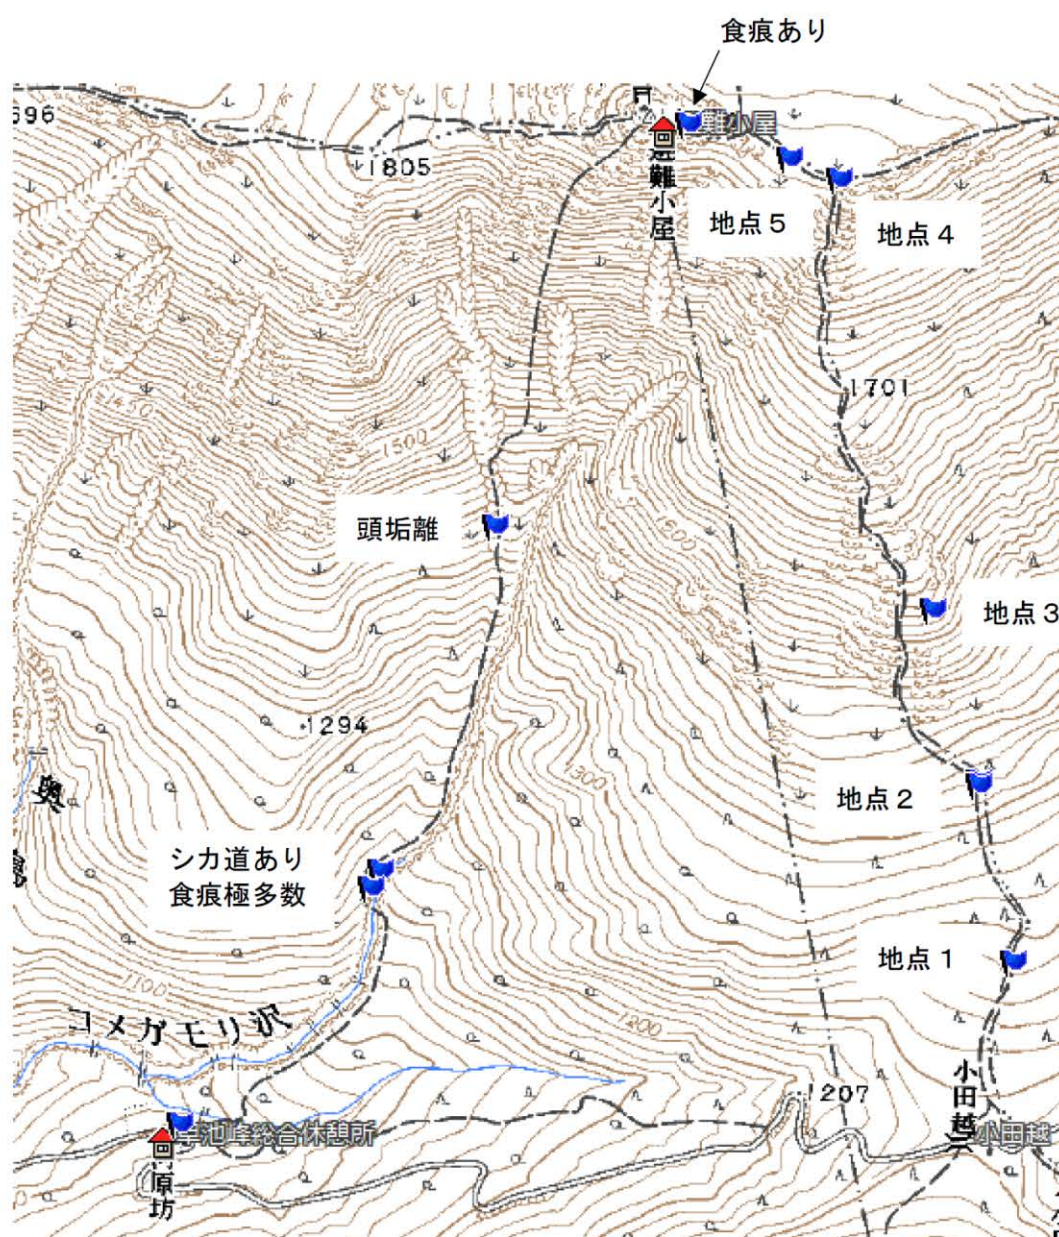 食痕あり
696
難小屋
1805
避難小屋
地点5
地点4
1701
1500
頭垢離
1500
地点3
1294
1300
地点2
シカ道あり
食痕極多数
奥
地点1
1100
コメガモリ沢
1200
小田越
207
早池峰総合休憩所
小田越
原坊